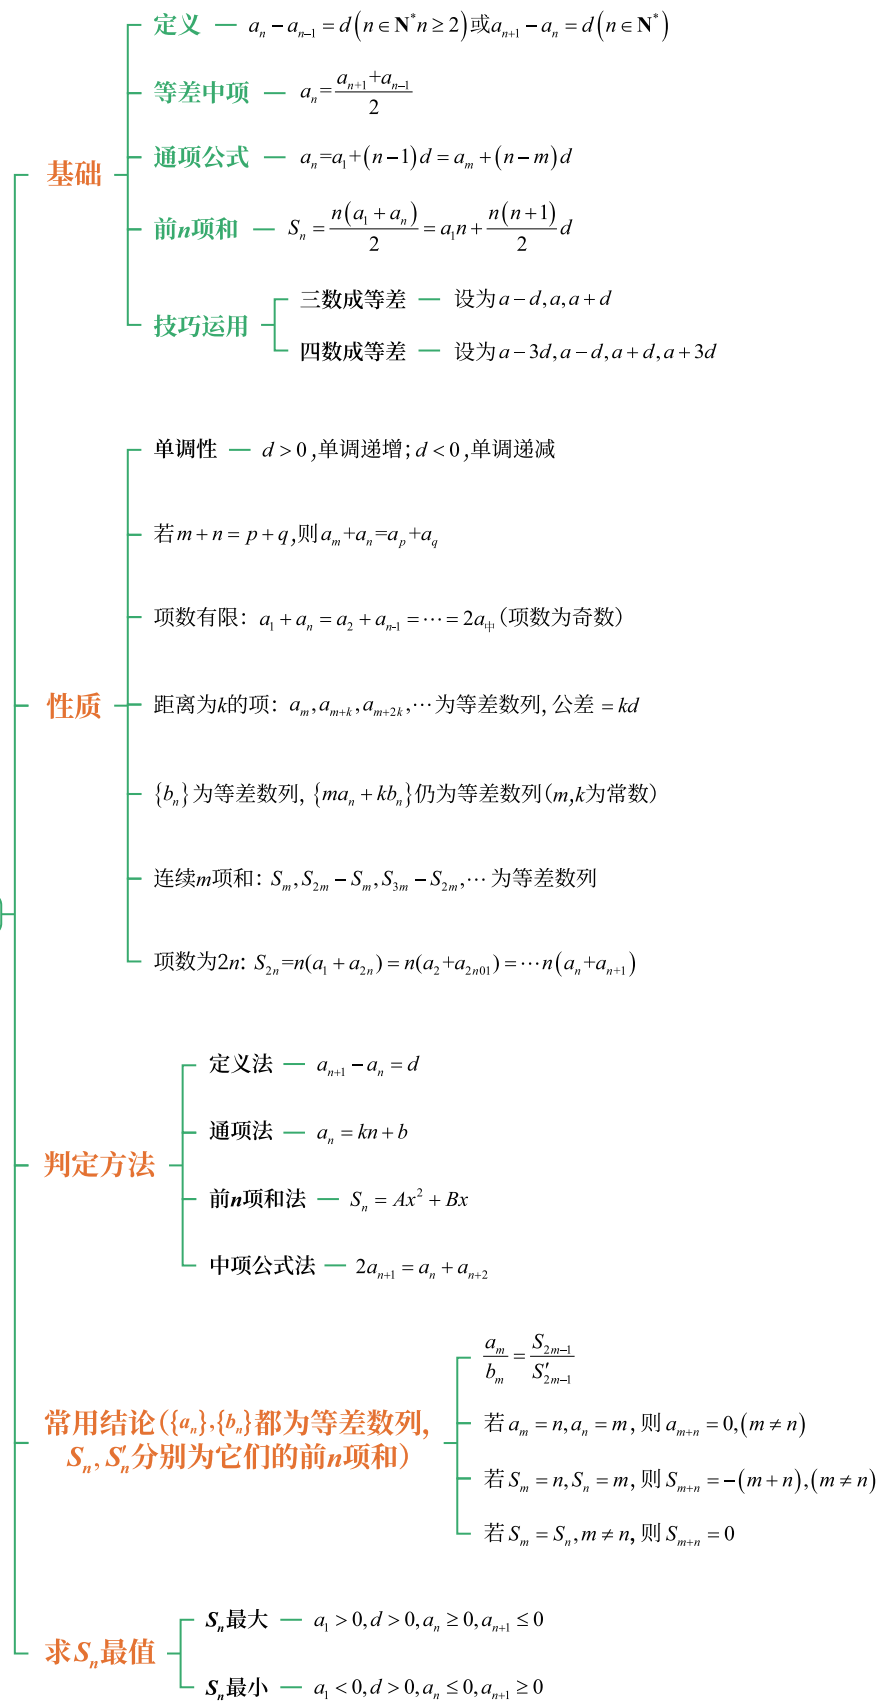 基础
定义 — aₙ − aₙ₋₁ = d(n ∈ N*n ≥ 2)或aₙ₊₁ − aₙ = d(n ∈ N*)
等差中项 — aₙ=(aₙ₊₁+aₙ₋₁)/2
通项公式 — aₙ=a₁+(n−1)d = aₘ+(n−m)d
前n项和 — Sₙ = n(a₁+aₙ)/2 = a₁n+ n(n+1)/2 d
技巧运用
三数成等差 — 设为a−d,a,a+d
四数成等差 — 设为a−3d,a−d,a+d,a+3d
性质
单调性 — d>0,单调递增;d<0,单调递减
若m+n=p+q,则aₘ+aₙ=a_p+a_q
项数有限: a₁+aₙ=a₂+aₙ₋₁=⋯=2a中(项数为奇数)
距离为k的项: aₘ,a_{m+k},a_{m+2k},⋯为等差数列, 公差=kd
{bₙ}为等差数列, {maₙ+kbₙ}仍为等差数列(m,k为常数)
连续m项和: Sₘ,S₂ₘ−Sₘ,S₃ₘ−S₂ₘ,⋯为等差数列
项数为2n: S₂ₙ=n(a₁+a₂ₙ)=n(a₂+a_{2n01})=⋯n(aₙ+aₙ₊₁)
判定方法
定义法 — aₙ₊₁−aₙ=d
通项法 — aₙ=kn+b
前n项和法 — Sₙ=Ax²+Bx
中项公式法 — 2aₙ₊₁=aₙ+aₙ₊₂
常用结论({aₙ},{bₙ}都为等差数列,
Sₙ,S′ₙ分别为它们的前n项和)
aₘ/bₘ=S₂ₘ₋₁/S′₂ₘ₋₁
若aₘ=n,aₙ=m, 则a_{m+n}=0,(m≠n)
若Sₘ=n,Sₙ=m, 则S_{m+n}=−(m+n),(m≠n)
若Sₘ=Sₙ,m≠n, 则S_{m+n}=0
求Sₙ最值
Sₙ最大 — a₁>0,d>0,aₙ≥0,aₙ₊₁≤0
Sₙ最小 — a₁<0,d>0,aₙ≤0,aₙ₊₁≥0